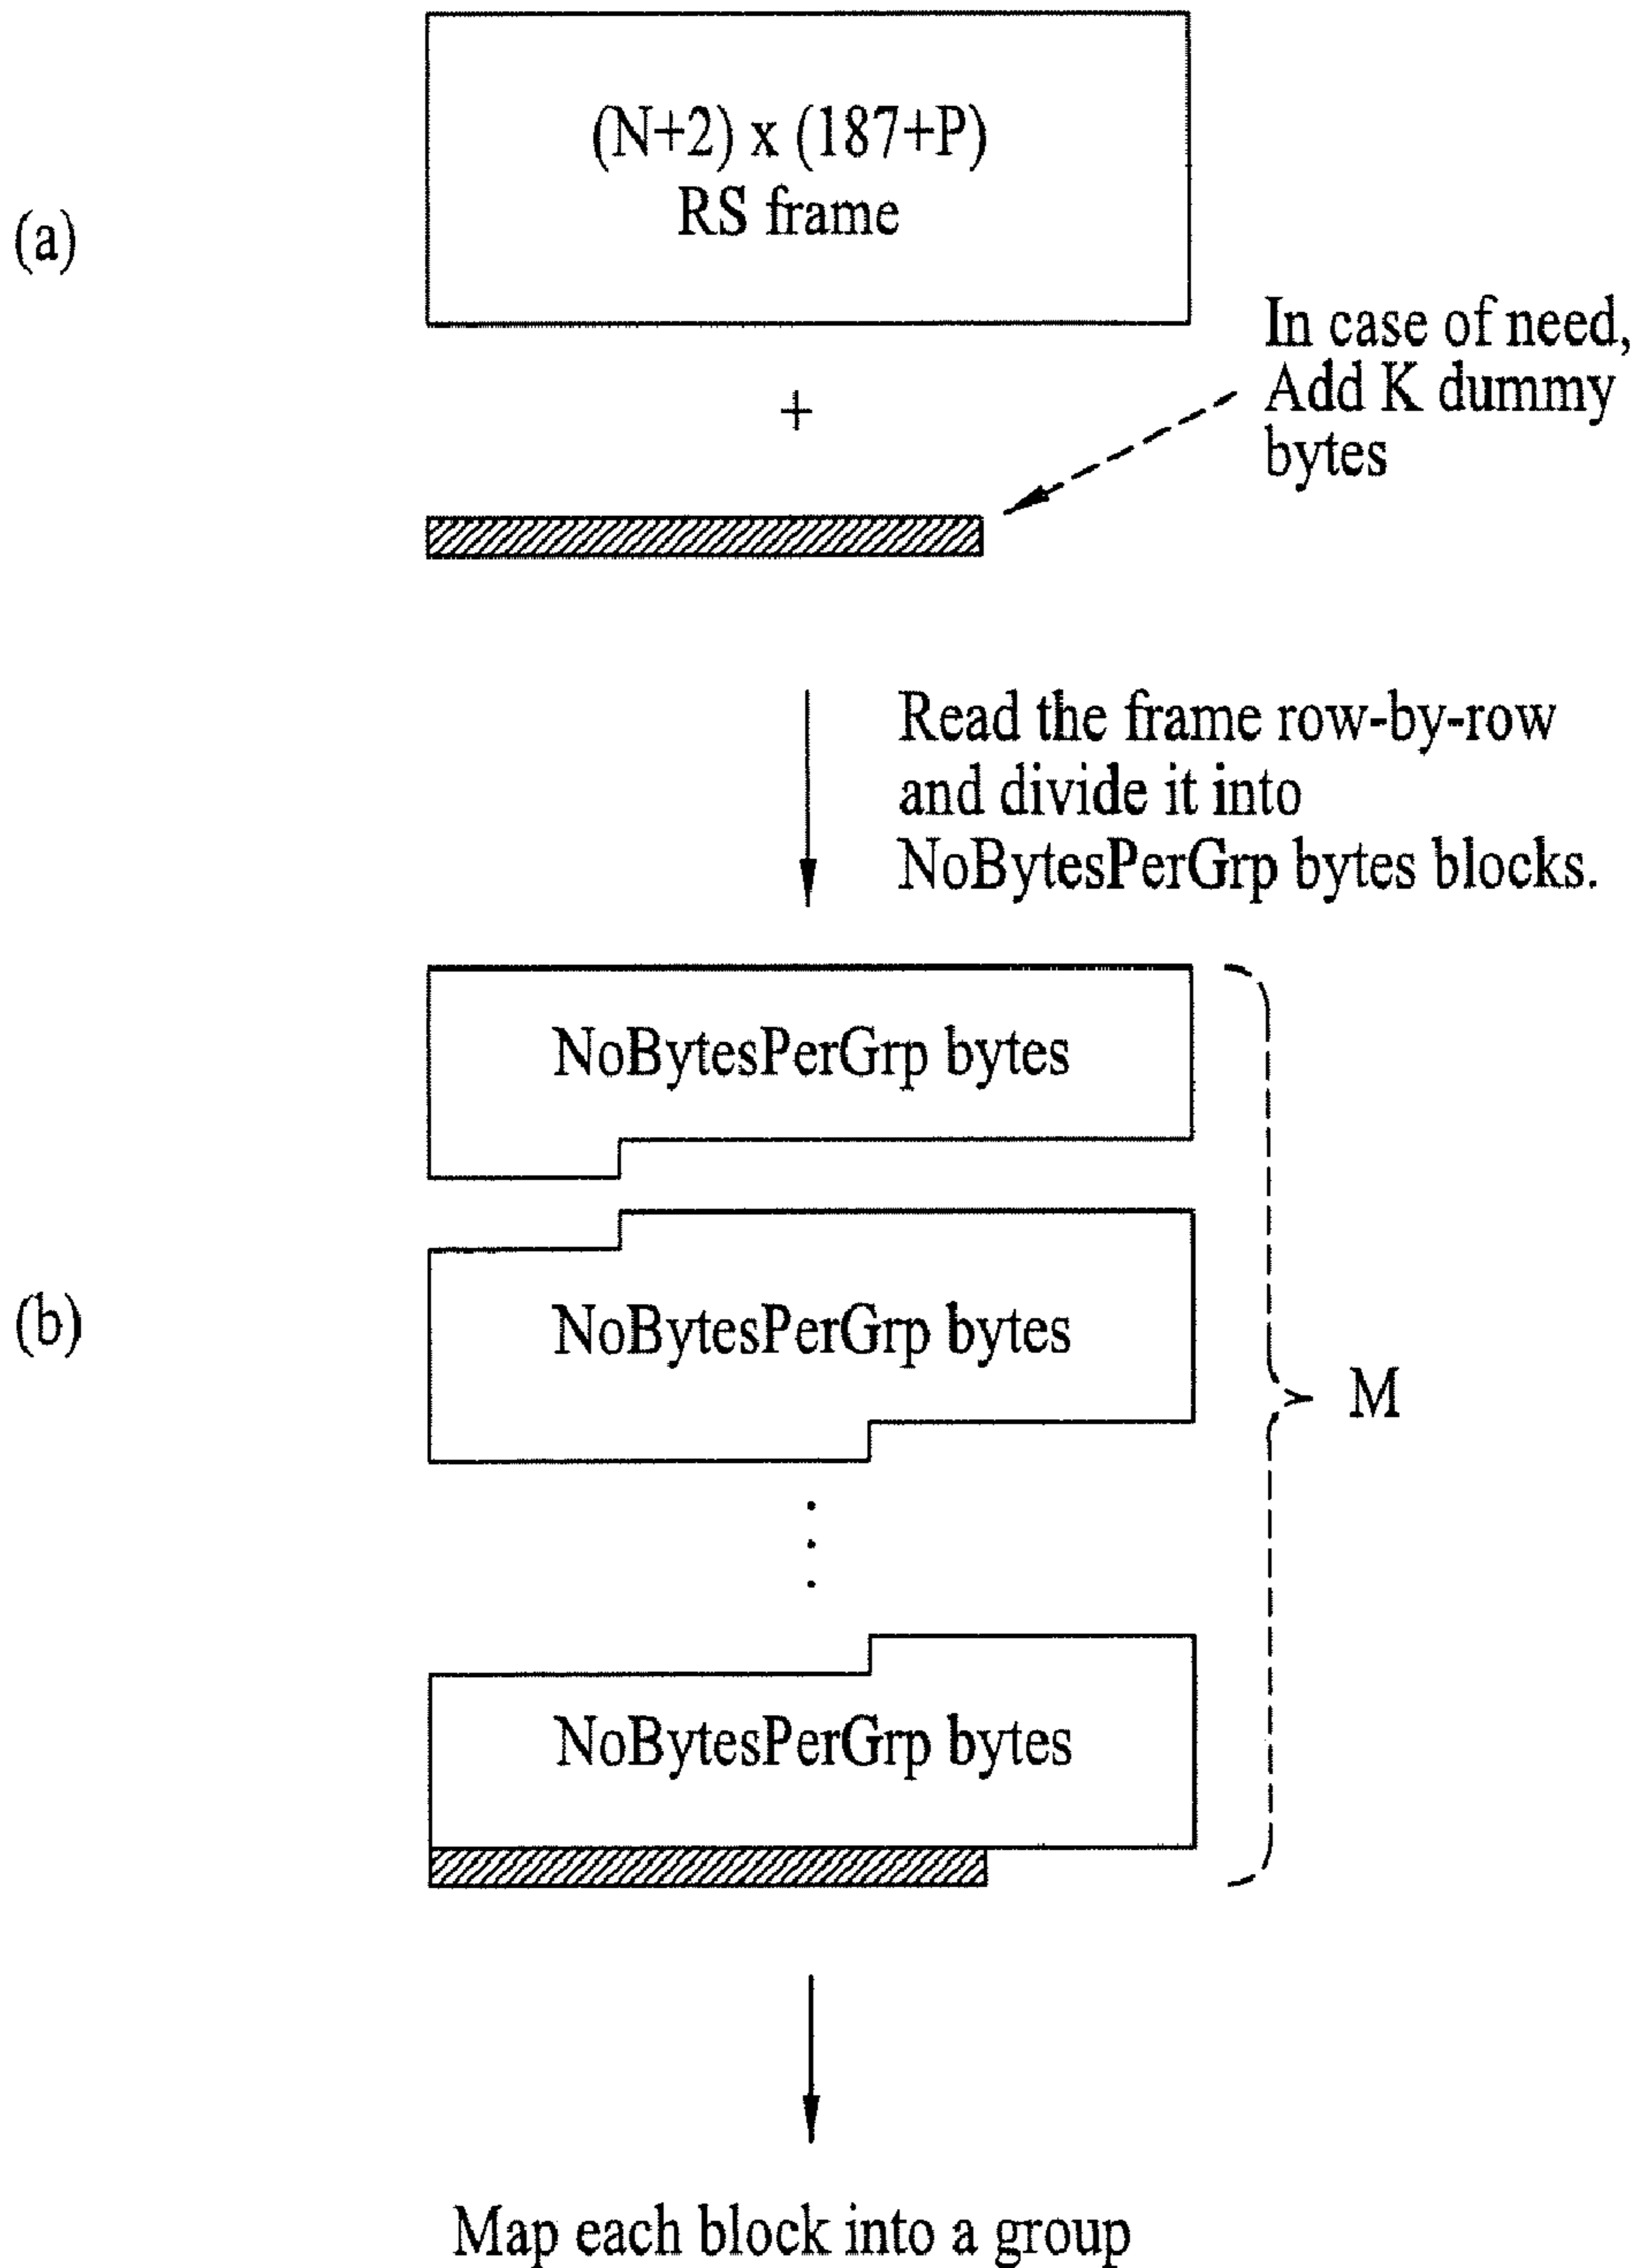 (N+2) x (187+P)
RS frame
(a)
In case of need,
Add K dummy
bytes
+
Read the frame row-by-row
and divide it into
NoBytesPerGrp bytes blocks.
NoBytesPerGrp bytes
NoBytesPerGrp bytes
(b)
M
NoBytesPerGrp bytes
Map each block into a group